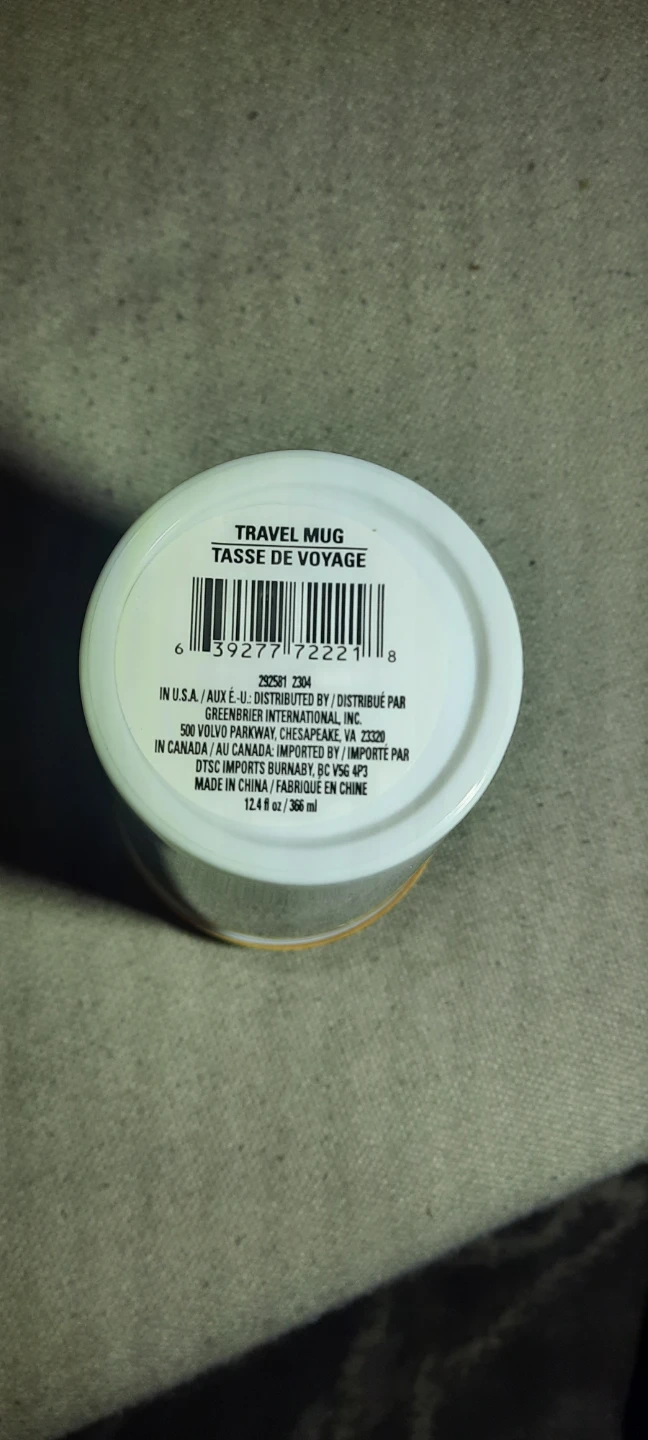 TRAVEL MUG
TASSE DE VOYAGE
6 39277 72221 8
292581 2304
IN U.S.A. / AUX É.-U.: DISTRIBUTED BY / DISTRIBUÉ PAR
GREENBRIER INTERNATIONAL, INC.
500 VOLVO PARKWAY, CHESAPEAKE, VA 23320
IN CANADA / AU CANADA: IMPORTED BY / IMPORTÉ PAR
DTSC IMPORTS BURNABY, BC V5G 4P3
MADE IN CHINA / FABRIQUÉ EN CHINE
12.4 fl oz / 366 ml